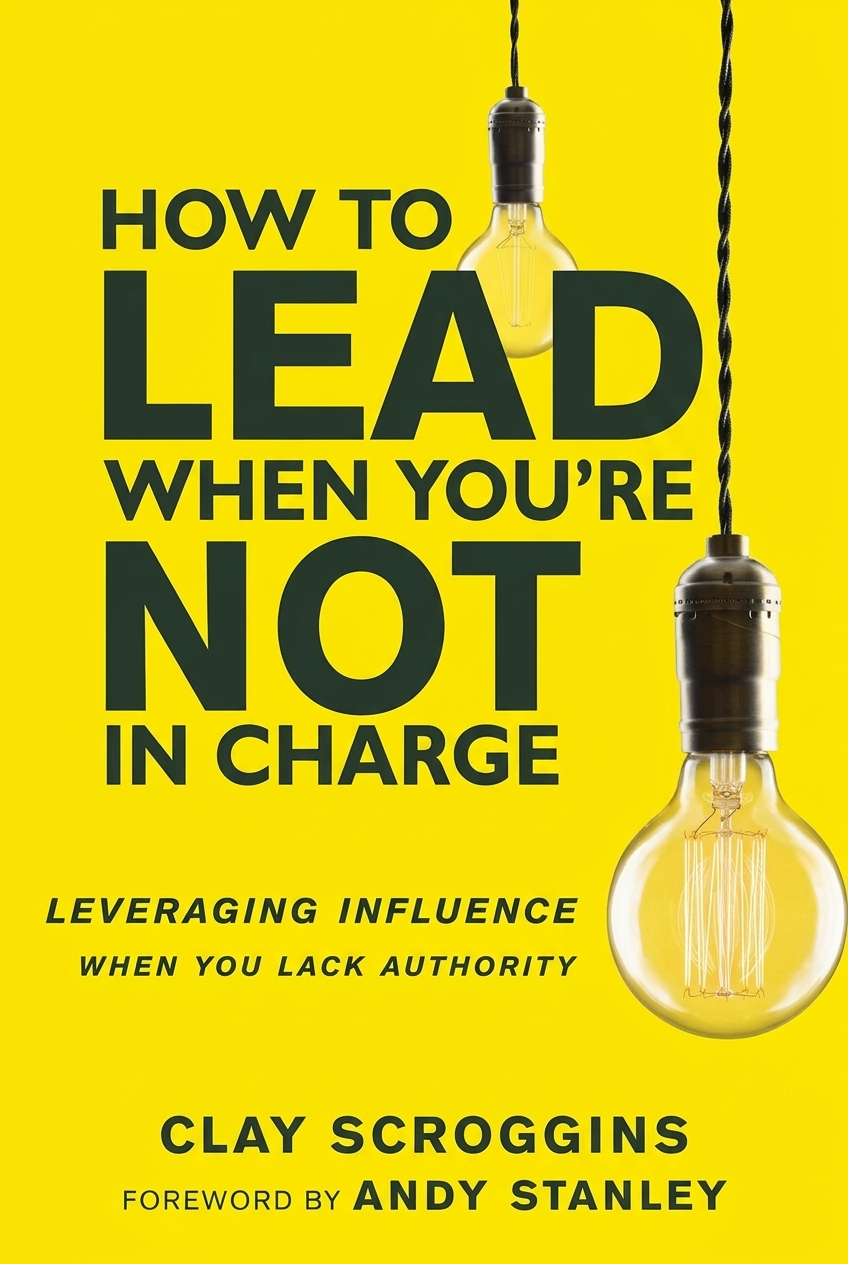 HOW TO
LEAD
WHEN YOU’RE
NOT
IN CHARGE
LEVERAGING INFLUENCE
WHEN YOU LACK AUTHORITY
CLAY SCROGGINS
FOREWORD BY ANDY STANLEY